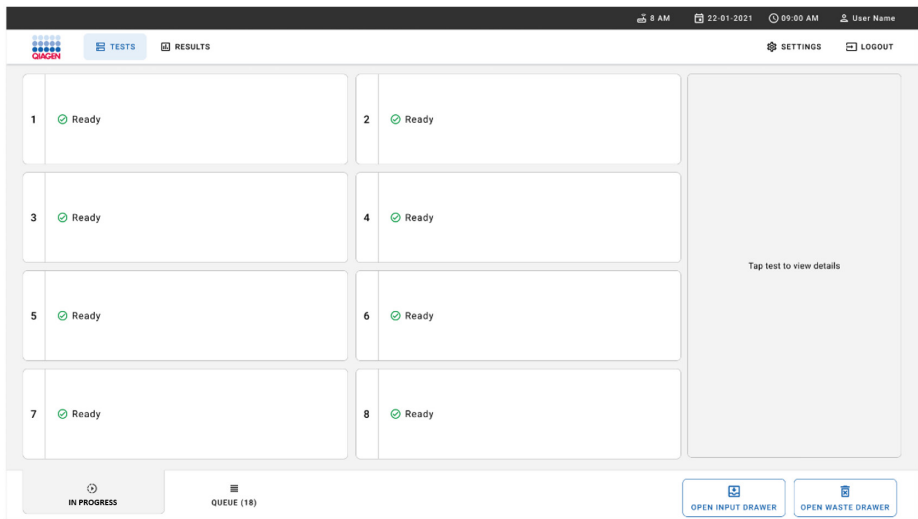 8 AM 22-01-2021 09:00 AM User Name
QIAGEN TESTS RESULTS SETTINGS LOGOUT
1 Ready 2 Ready
3 Ready 4 Ready
Tap test to view details
5 Ready 6 Ready
7 Ready 8 Ready
IN PROGRESS QUEUE (18) OPEN INPUT DRAWER OPEN WASTE DRAWER